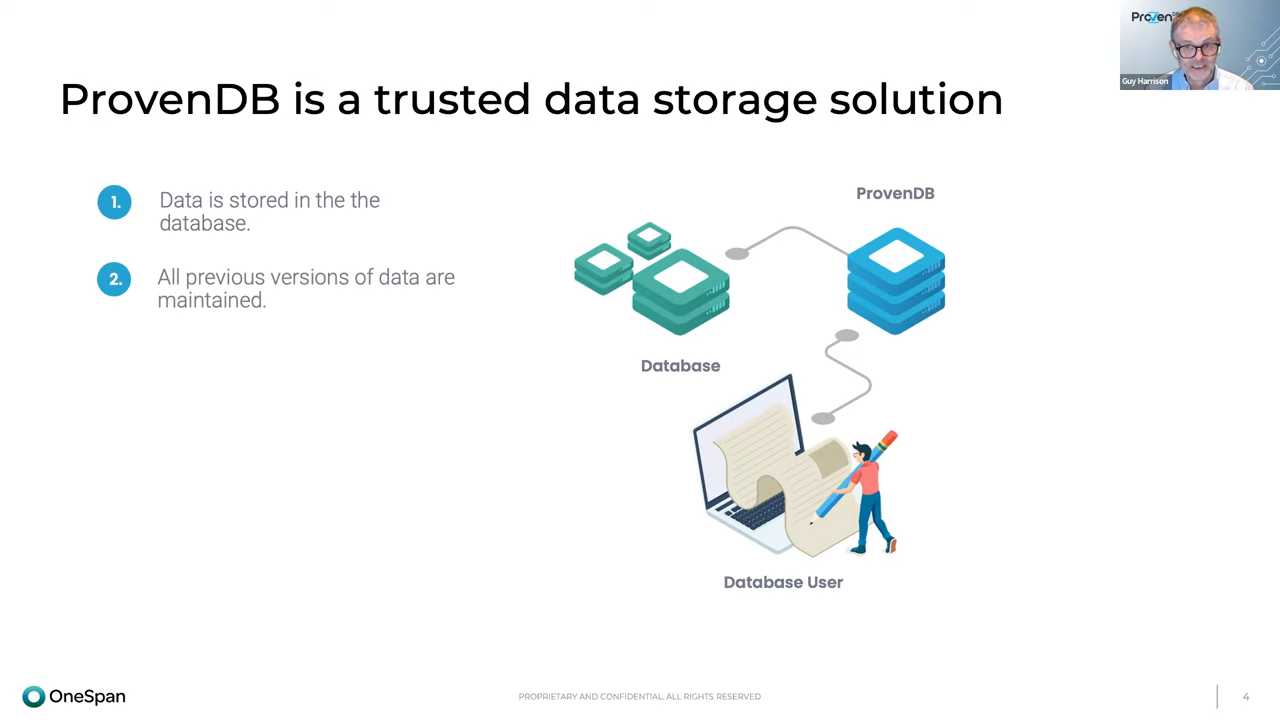 ProvenDB
Guy Harrison
ProvenDB is a trusted data storage solution
1.
Data is stored in the the
database.
2.
All previous versions of data are
maintained.
ProvenDB
Database
Database User
OneSpan
PROPRIETARY AND CONFIDENTIAL. ALL RIGHTS RESERVED
4